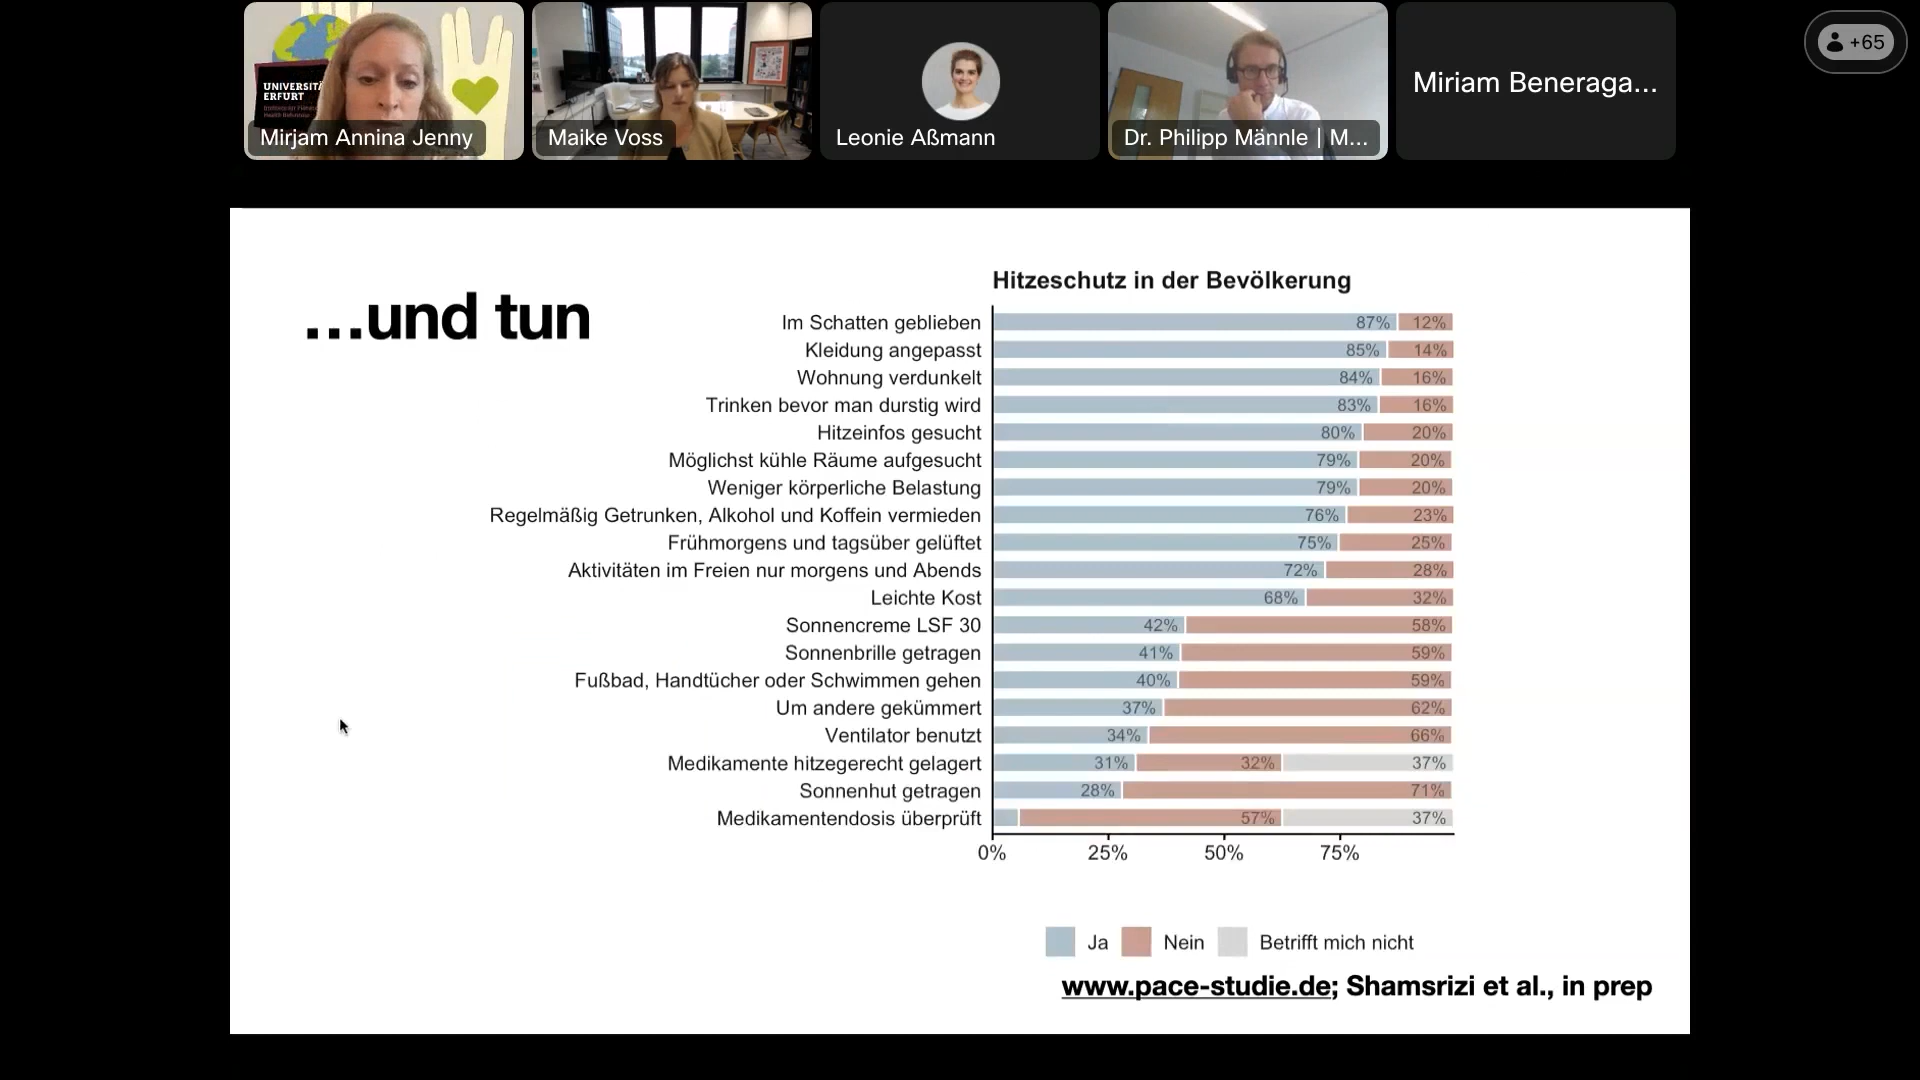 UNIVERSITÄ
ERFURT
Mirjam Annina Jenny
Maike Voss
Leonie Aßmann
Dr. Philipp Männle | M...
Miriam Beneraga...
+65
...und tun
Hitzeschutz in der Bevölkerung
Im Schatten geblieben 87% 12%
Kleidung angepasst 85% 14%
Wohnung verdunkelt 84% 16%
Trinken bevor man durstig wird 83% 16%
Hitzeinfos gesucht 80% 20%
Möglichst kühle Räume aufgesucht 79% 20%
Weniger körperliche Belastung 79% 20%
Regelmäßig Getrunken, Alkohol und Koffein vermieden 76% 23%
Frühmorgens und tagsüber gelüftet 75% 25%
Aktivitäten im Freien nur morgens und Abends 72% 28%
Leichte Kost 68% 32%
Sonnencreme LSF 30 42% 58%
Sonnenbrille getragen 41% 59%
Fußbad, Handtücher oder Schwimmen gehen 40% 59%
Um andere gekümmert 37% 62%
Ventilator benutzt 34% 66%
Medikamente hitzegerecht gelagert 31% 32% 37%
Sonnenhut getragen 28% 71%
Medikamentendosis überprüft 57% 37%
0% 25% 50% 75%
Ja Nein Betrifft mich nicht
www.pace-studie.de; Shamsrizi et al., in prep